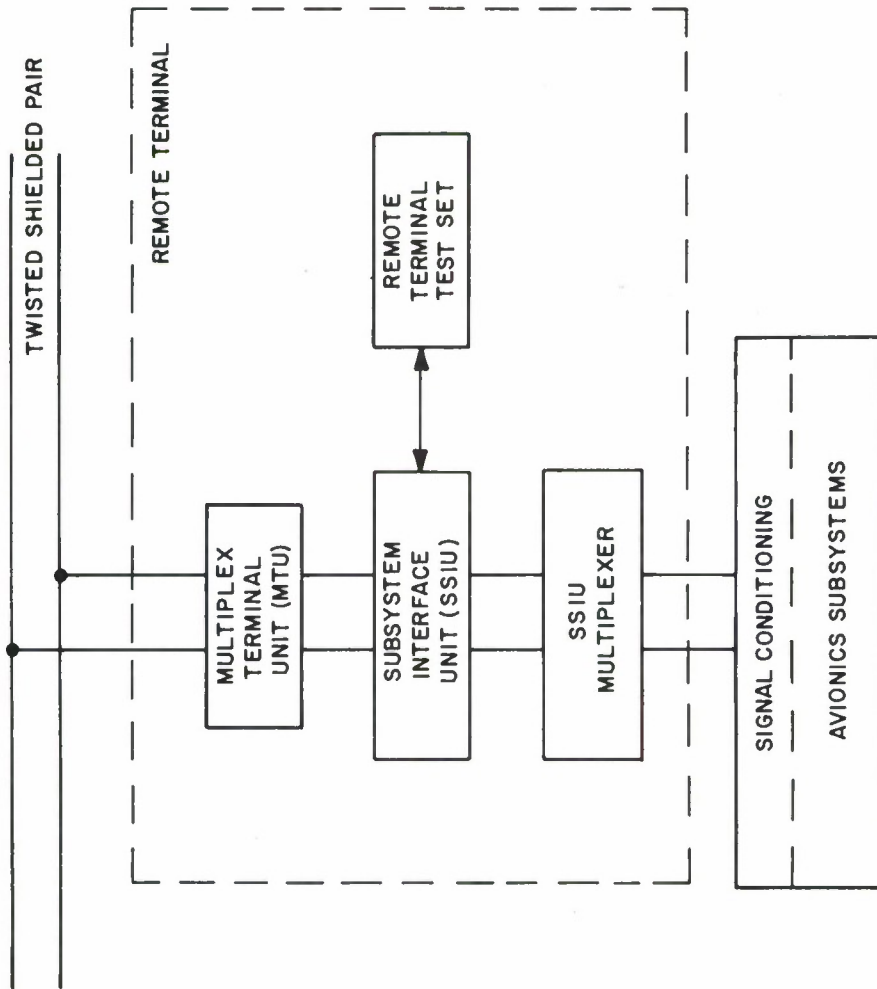 TWISTED SHIELDED PAIR
REMOTE TERMINAL
MULTIPLEX
TERMINAL
UNIT (MTU)
SUBSYSTEM
INTERFACE
UNIT (SSIU)
REMOTE
TERMINAL
TEST SET
SSIU
MULTIPLEXER
SIGNAL CONDITIONING
AVIONICS SUBSYSTEMS